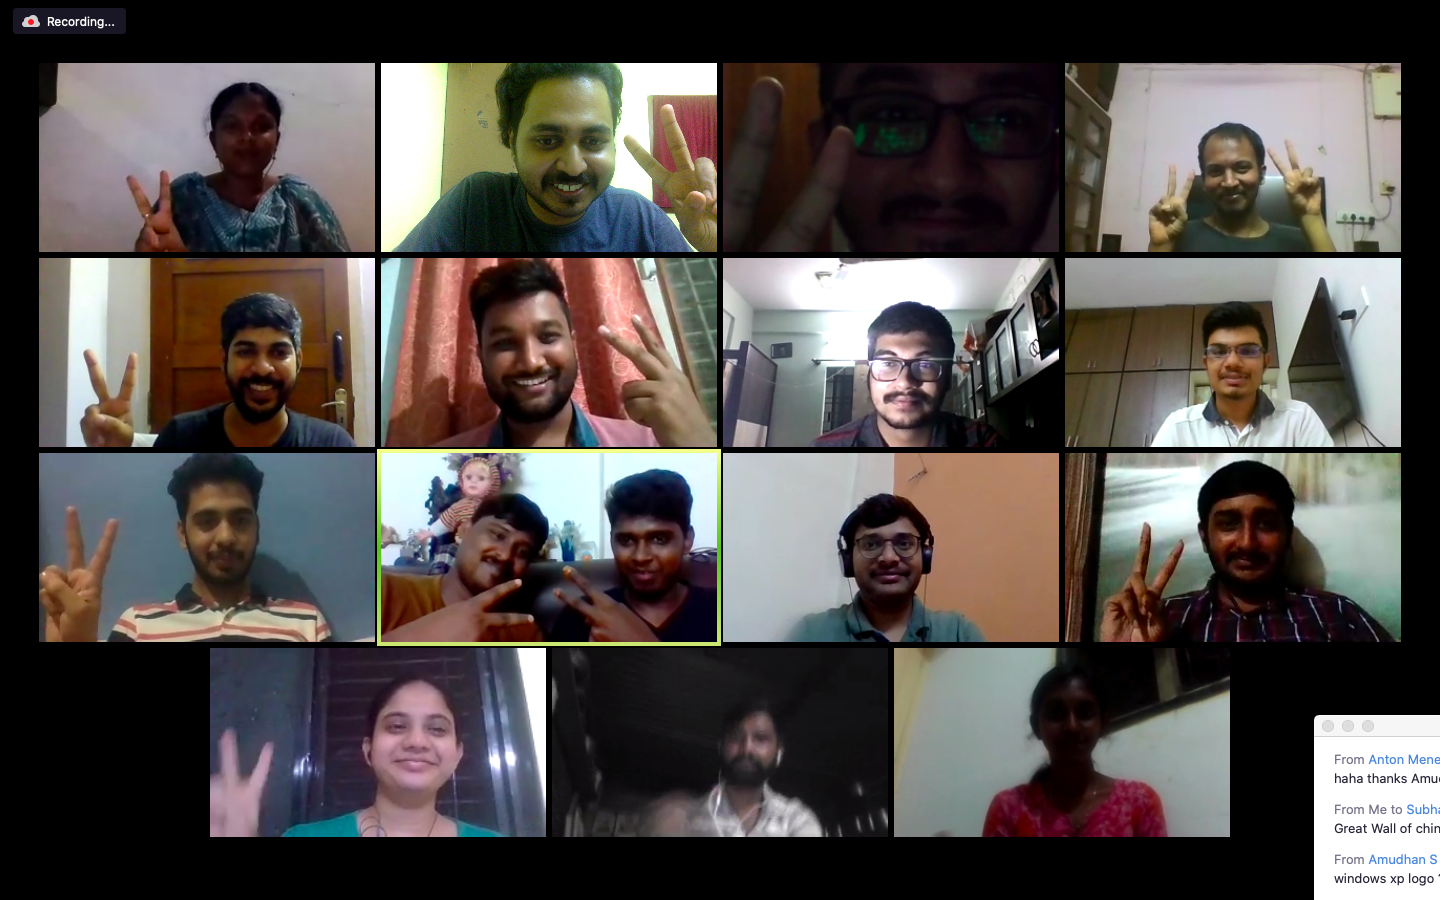 Recording...
From Anton Mene
haha thanks Amu
From Me to Subha
Great Wall of chin
From Amudhan S
windows xp logo